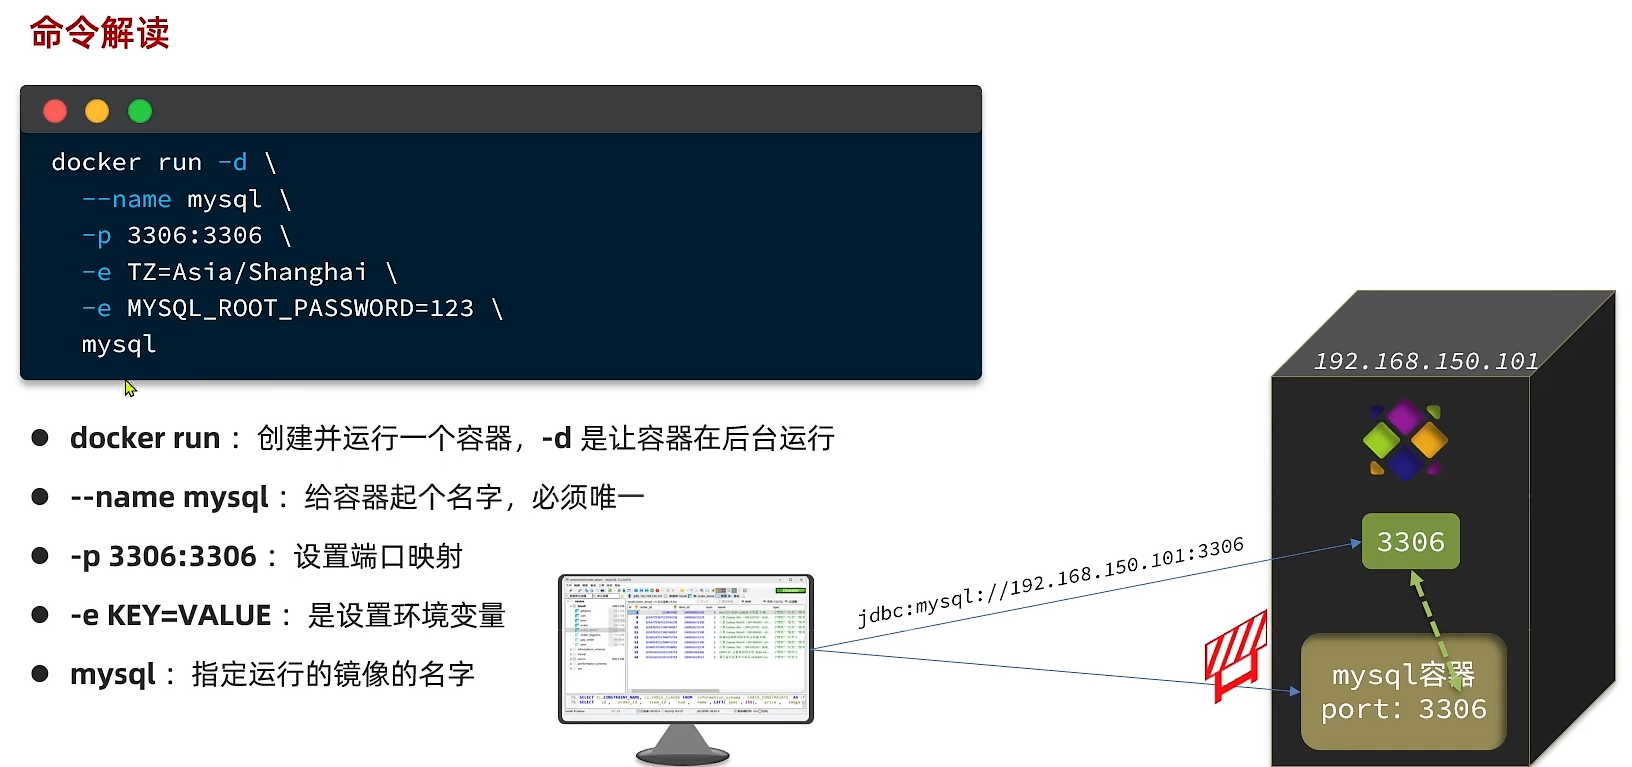 命令解读
docker run -d \
--name mysql \
-p 3306:3306 \
-e TZ=Asia/Shanghai \
-e MYSQL_ROOT_PASSWORD=123 \
mysql
docker run ：创建并运行一个容器，-d 是让容器在后台运行
--name mysql ：给容器起个名字，必须唯一
-p 3306:3306 ：设置端口映射
-e KEY=VALUE ：是设置环境变量
mysql ：指定运行的镜像的名字
jdbc:mysql://192.168.150.101:3306
192.168.150.101
3306
mysql容器
port: 3306